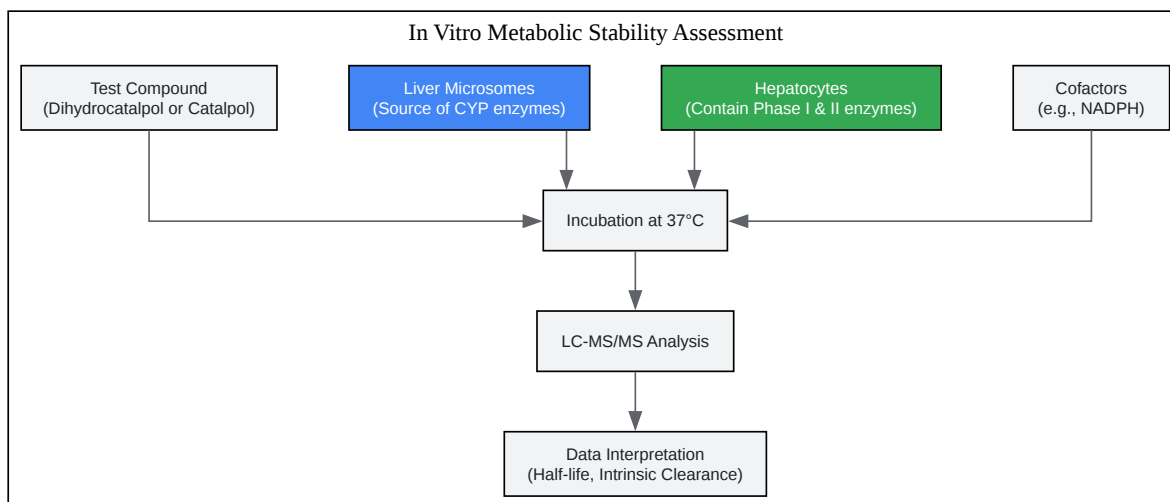 In Vitro Metabolic Stability Assessment
Test Compound
(Dihydrocatalpol or Catalpol)
Liver Microsomes
(Source of CYP enzymes)
Hepatocytes
(Contain Phase I & II enzymes)
Cofactors
(e.g., NADPH)
Incubation at 37°C
LC-MS/MS Analysis
Data Interpretation
(Half-life, Intrinsic Clearance)